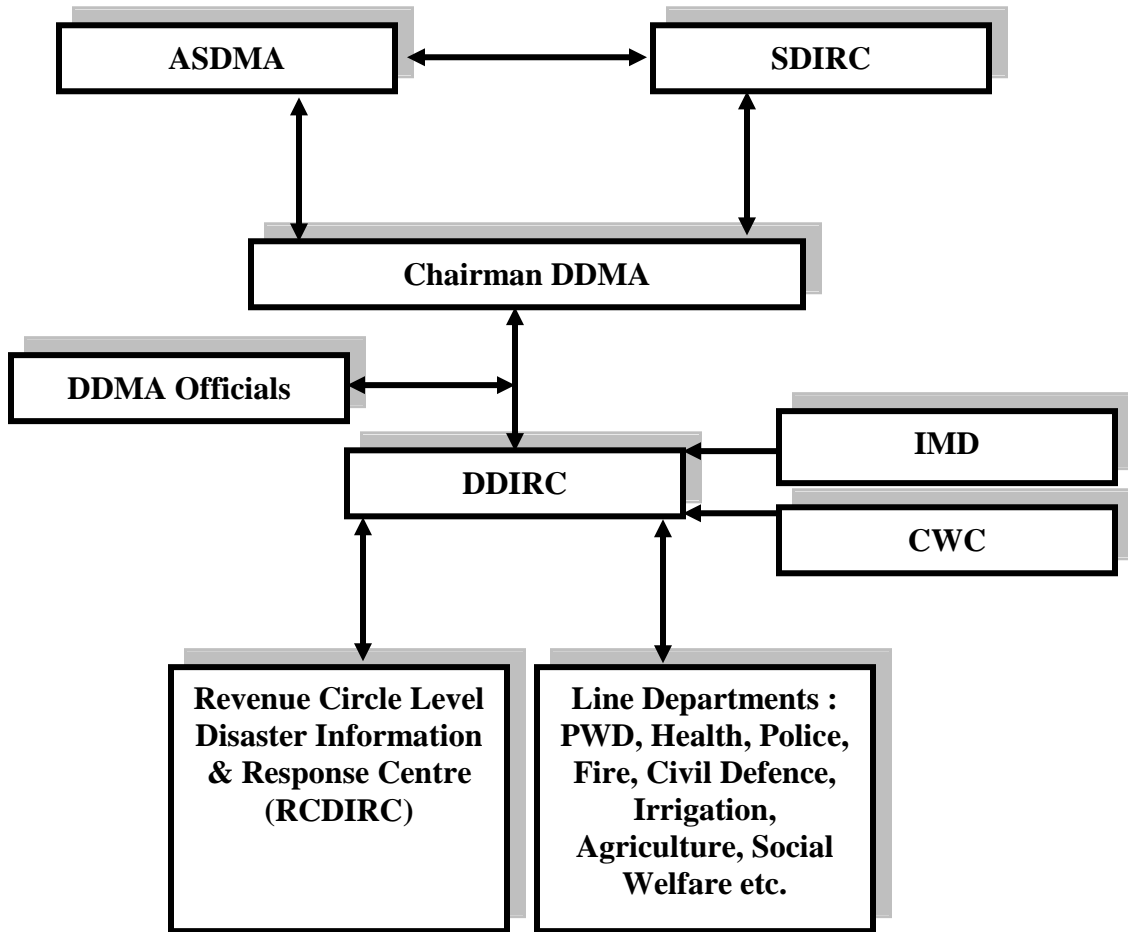 ASDMA
SDIRC
Chairman DDMA
DDMA Officials
IMD
DDIRC
CWC
Revenue Circle Level
Disaster Information
& Response Centre
(RCDIRC)
Line Departments :
PWD, Health, Police,
Fire, Civil Defence,
Irrigation,
Agriculture, Social
Welfare etc.